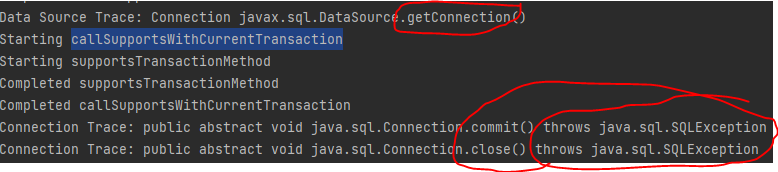 Data Source Trace: Connection javax.sql.DataSource.getConnection()
Starting callSupportsWithCurrentTransaction
Starting supportsTransactionMethod
Completed supportsTransactionMethod
Completed callSupportsWithCurrentTransaction
Connection Trace: public abstract void java.sql.Connection.commit() throws java.sql.SQLException
Connection Trace: public abstract void java.sql.Connection.close() throws java.sql.SQLException